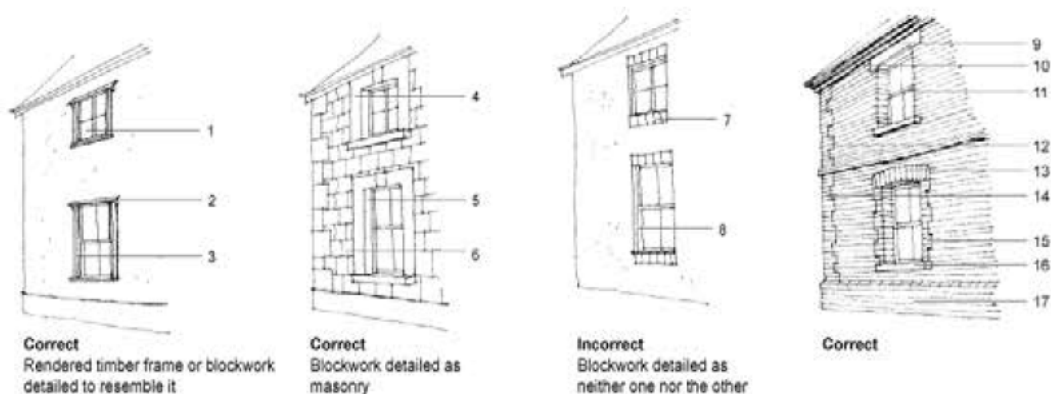 1
2
3
Correct
Rendered timber frame or blockwork
detailed to resemble it
4
5
6
Correct
Blockwork detailed as
masonry
7
8
Incorrect
Blockwork detailed as
neither one nor the other
9
10
11
12
13
14
15
16
17
Correct